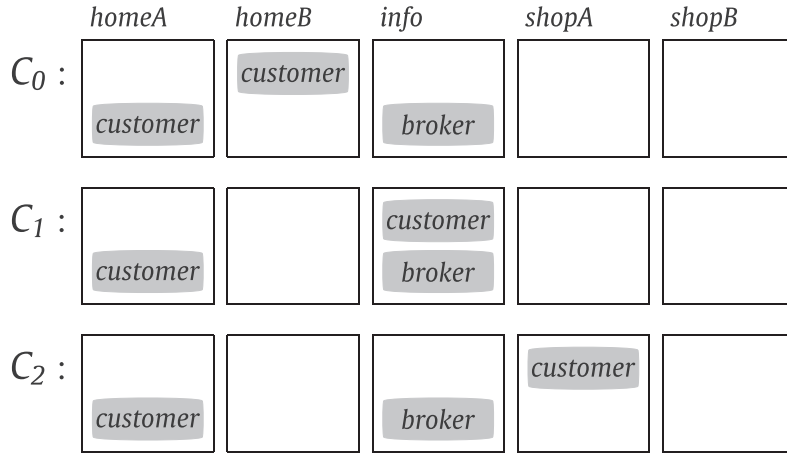 homeA homeB info shopA shopB
C0 :
customer
customer broker
C1 :
customer
customer broker
C2 :
customer
customer broker